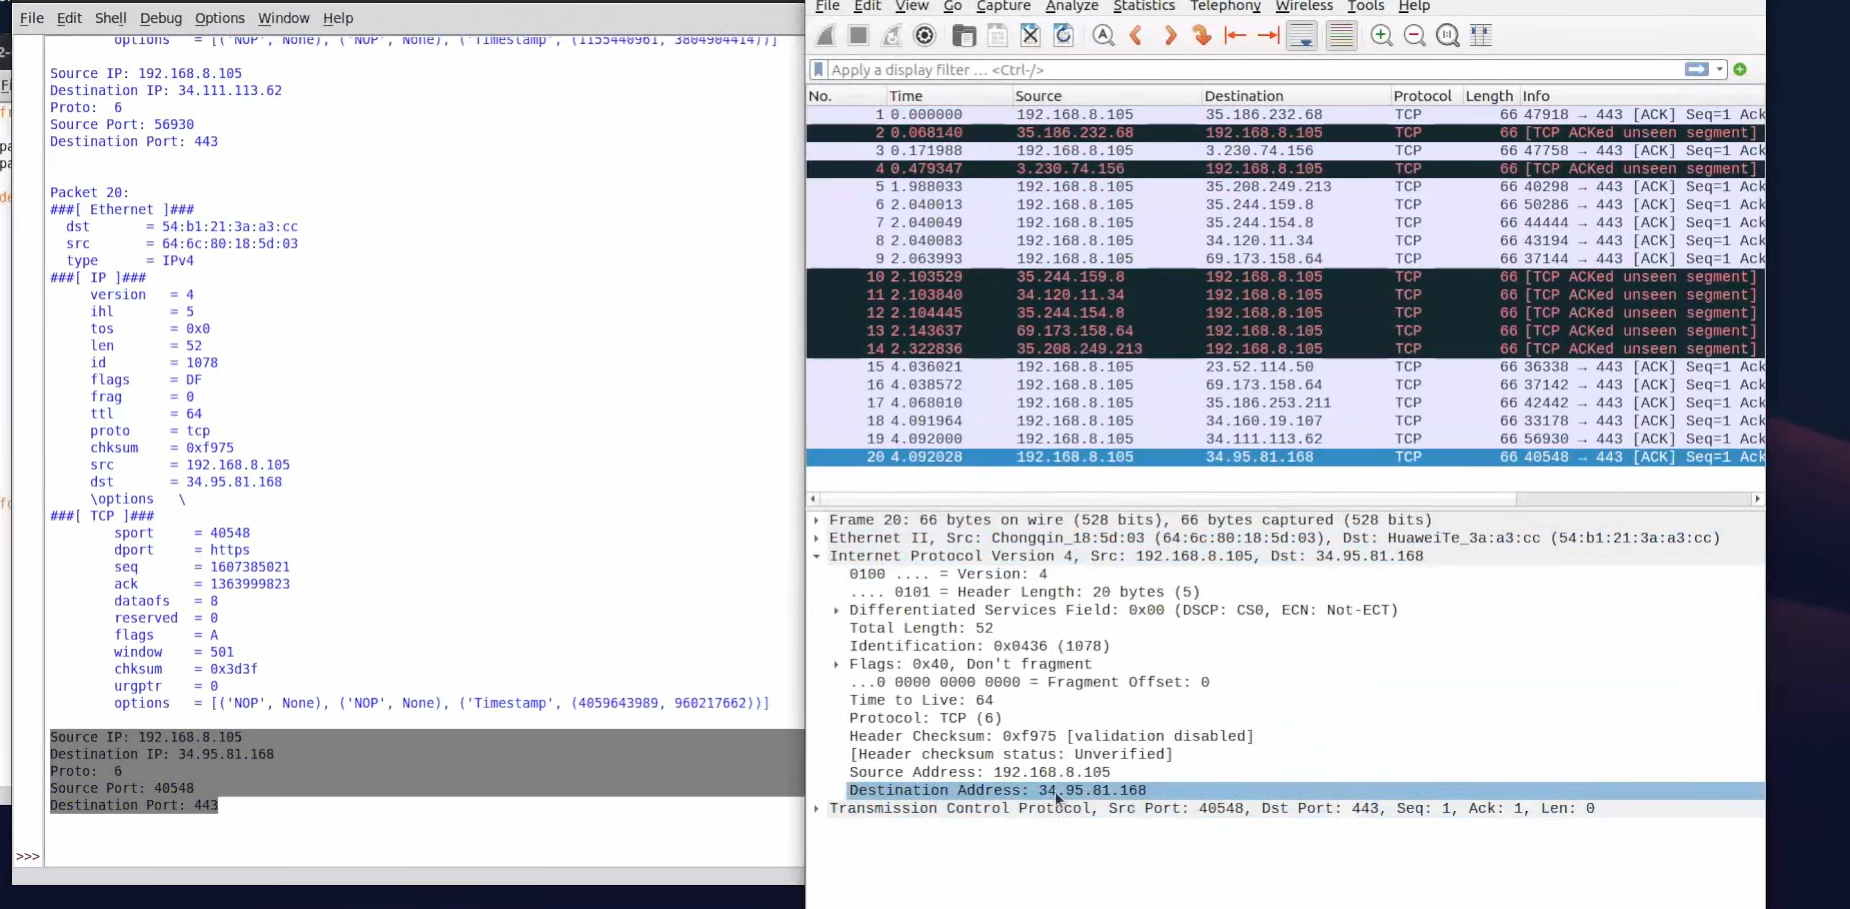 File Edit Shell Debug Options Window Help
options = [('NOP', None), ('NOP', None), ('Timestamp', (1155440961, 3804904414))]
Source IP: 192.168.8.105
Destination IP: 34.111.113.62
Proto: 6
Source Port: 56930
Destination Port: 443
Packet 20:
###[ Ethernet ]###
dst = 54:b1:21:3a:a3:cc
src = 64:6c:80:18:5d:03
type = IPv4
###[ IP ]###
version = 4
ihl = 5
tos = 0x0
len = 52
id = 1078
flags = DF
frag = 0
ttl = 64
proto = tcp
chksum = 0xf975
src = 192.168.8.105
dst = 34.95.81.168
\options \
###[ TCP ]###
sport = 40548
dport = https
seq = 1607385021
ack = 1363999823
dataofs = 8
reserved = 0
flags = A
window = 501
chksum = 0x3d3f
urgptr = 0
options = [('NOP', None), ('NOP', None), ('Timestamp', (4059643989, 960217662))]
Source IP: 192.168.8.105
Destination IP: 34.95.81.168
Proto: 6
Source Port: 40548
Destination Port: 443
>>>
File Edit View Go Capture Analyze Statistics Telephony Wireless Tools Help
Apply a display filter ... <Ctrl-/>
No. Time Source Destination Protocol Length Info
1 0.000000 192.168.8.105 35.186.232.68 TCP 66 47918 → 443 [ACK] Seq=1 Ack
2 0.068140 35.186.232.68 192.168.8.105 TCP 66 [TCP ACKed unseen segment]
3 0.171988 192.168.8.105 3.230.74.156 TCP 66 47758 → 443 [ACK] Seq=1 Ack
4 0.479347 3.230.74.156 192.168.8.105 TCP 66 [TCP ACKed unseen segment]
5 1.988033 192.168.8.105 35.208.249.213 TCP 66 40298 → 443 [ACK] Seq=1 Ack
6 2.040013 192.168.8.105 35.244.159.8 TCP 66 50286 → 443 [ACK] Seq=1 Ack
7 2.040049 192.168.8.105 35.244.154.8 TCP 66 44444 → 443 [ACK] Seq=1 Ack
8 2.040083 192.168.8.105 34.120.11.34 TCP 66 43194 → 443 [ACK] Seq=1 Ack
9 2.063993 192.168.8.105 69.173.158.64 TCP 66 37144 → 443 [ACK] Seq=1 Ack
10 2.103529 35.244.159.8 192.168.8.105 TCP 66 [TCP ACKed unseen segment]
11 2.103840 34.120.11.34 192.168.8.105 TCP 66 [TCP ACKed unseen segment]
12 2.104445 35.244.154.8 192.168.8.105 TCP 66 [TCP ACKed unseen segment]
13 2.143637 69.173.158.64 192.168.8.105 TCP 66 [TCP ACKed unseen segment]
14 2.322836 35.208.249.213 192.168.8.105 TCP 66 [TCP ACKed unseen segment]
15 4.036021 192.168.8.105 23.52.114.50 TCP 66 36338 → 443 [ACK] Seq=1 Ack
16 4.038572 192.168.8.105 69.173.158.64 TCP 66 37142 → 443 [ACK] Seq=1 Ack
17 4.068010 192.168.8.105 35.186.253.211 TCP 66 42442 → 443 [ACK] Seq=1 Ack
18 4.091964 192.168.8.105 34.160.19.107 TCP 66 33178 → 443 [ACK] Seq=1 Ack
19 4.092000 192.168.8.105 34.111.113.62 TCP 66 56930 → 443 [ACK] Seq=1 Ack
20 4.092028 192.168.8.105 34.95.81.168 TCP 66 40548 → 443 [ACK] Seq=1 Ack
Frame 20: 66 bytes on wire (528 bits), 66 bytes captured (528 bits)
Ethernet II, Src: Chongqin_18:5d:03 (64:6c:80:18:5d:03), Dst: HuaweiTe_3a:a3:cc (54:b1:21:3a:a3:cc)
Internet Protocol Version 4, Src: 192.168.8.105, Dst: 34.95.81.168
0100 .... = Version: 4
.... 0101 = Header Length: 20 bytes (5)
Differentiated Services Field: 0x00 (DSCP: CS0, ECN: Not-ECT)
Total Length: 52
Identification: 0x0436 (1078)
Flags: 0x40, Don't fragment
...0 0000 0000 0000 = Fragment Offset: 0
Time to Live: 64
Protocol: TCP (6)
Header Checksum: 0xf975 [validation disabled]
[Header checksum status: Unverified]
Source Address: 192.168.8.105
Destination Address: 34.95.81.168
Transmission Control Protocol, Src Port: 40548, Dst Port: 443, Seq: 1, Ack: 1, Len: 0